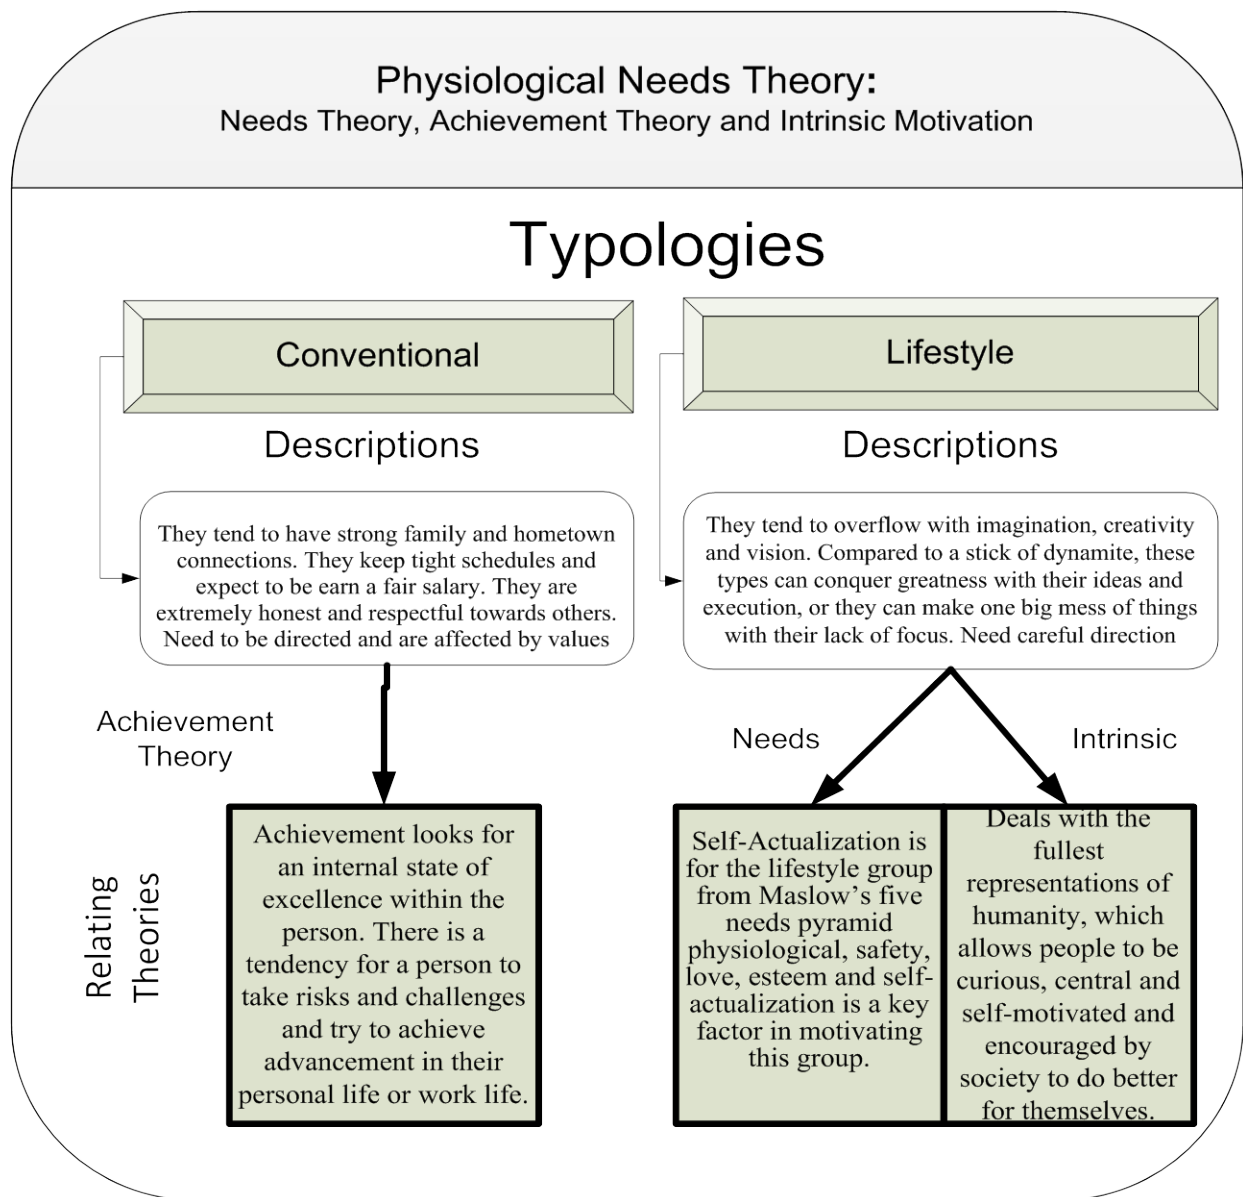 Physiological Needs Theory:
Needs Theory, Achievement Theory and Intrinsic Motivation
Typologies
Conventional
Descriptions
They tend to have strong family and hometown
connections. They keep tight schedules and
expect to be earn a fair salary. They are
extremely honest and respectful towards others.
Need to be directed and are affected by values
Achievement
Theory
Relating
Theories
Achievement looks for
an internal state of
excellence within the
person. There is a
tendency for a person to
take risks and challenges
and try to achieve
advancement in their
personal life or work life.
Lifestyle
Descriptions
They tend to overflow with imagination, creativity
and vision. Compared to a stick of dynamite, these
types can conquer greatness with their ideas and
execution, or they can make one big mess of things
with their lack of focus. Need careful direction
Needs
Self-Actualization is
for the lifestyle group
from Maslow’s five
needs pyramid
physiological, safety,
love, esteem and self-
actualization is a key
factor in motivating
this group.
Intrinsic
Deals with the
fullest
representations of
humanity, which
allows people to be
curious, central and
self-motivated and
encouraged by
society to do better
for themselves.